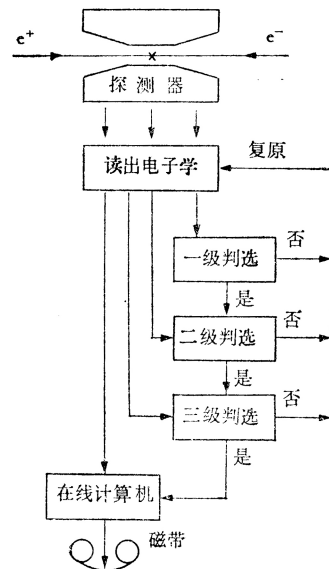 e⁺
e⁻
探测器
读出电子学
复原
一级判选
否
是
二级判选
否
是
三级判选
否
是
在线计算机
磁带